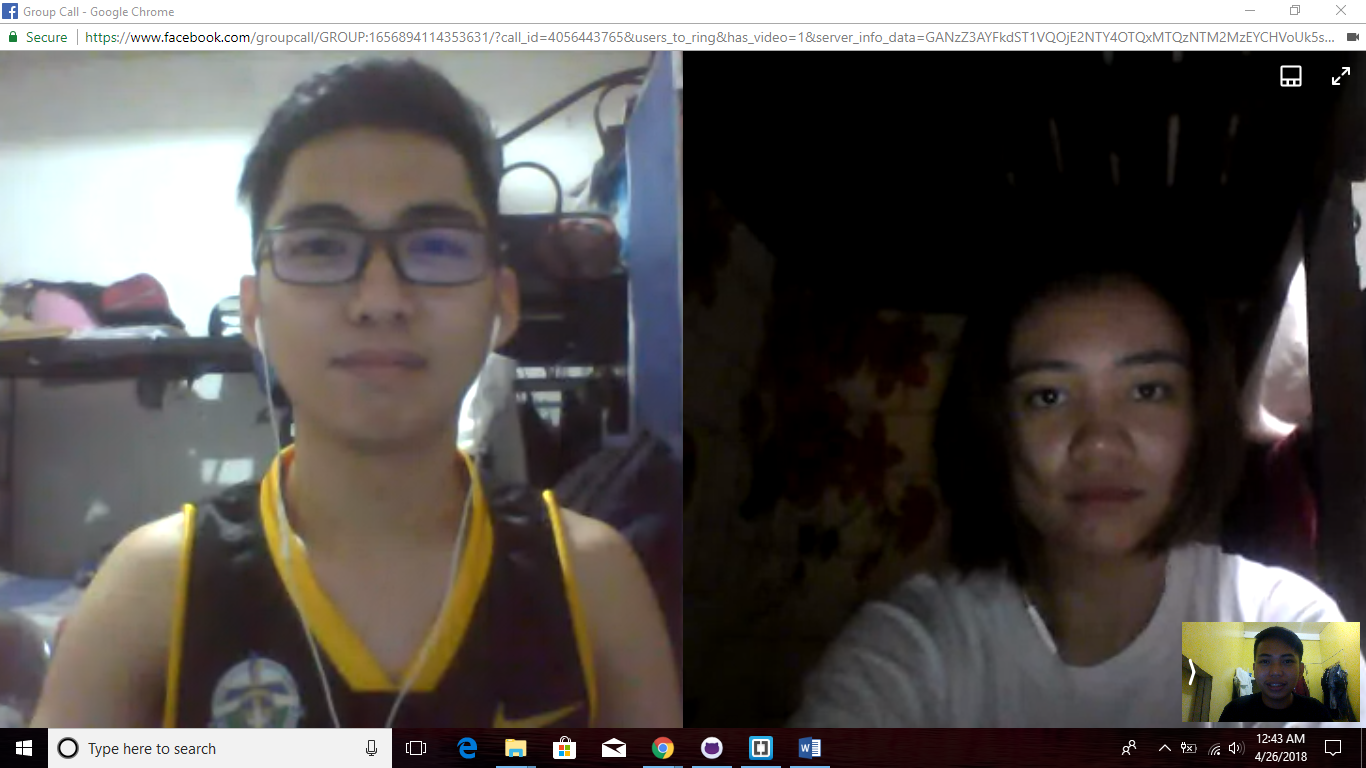 Group Call - Google Chrome
Secure
https://www.facebook.com/groupcall/GROUP:1656894114353631/?call_id=4056443765&users_to_ring&has_video=1&server_info_data=GANzZ3AYFkdST1VQOjE2NTY4OTQxMTQzNTM2MzEYCHVoUk5s...
Type here to search
12:43 AM
4/26/2018